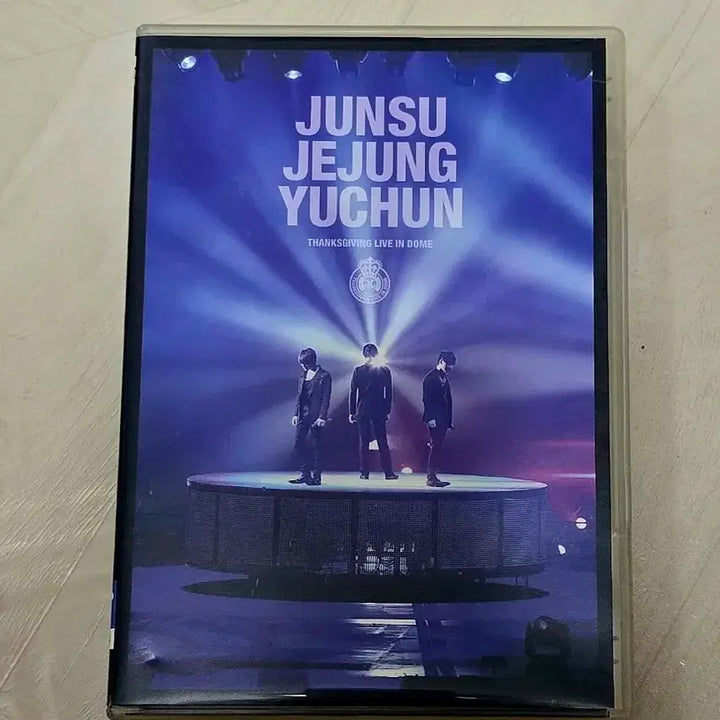 JUNSU
JEJUNG
YUCHUN
THANKSGIVING LIVE IN DOME